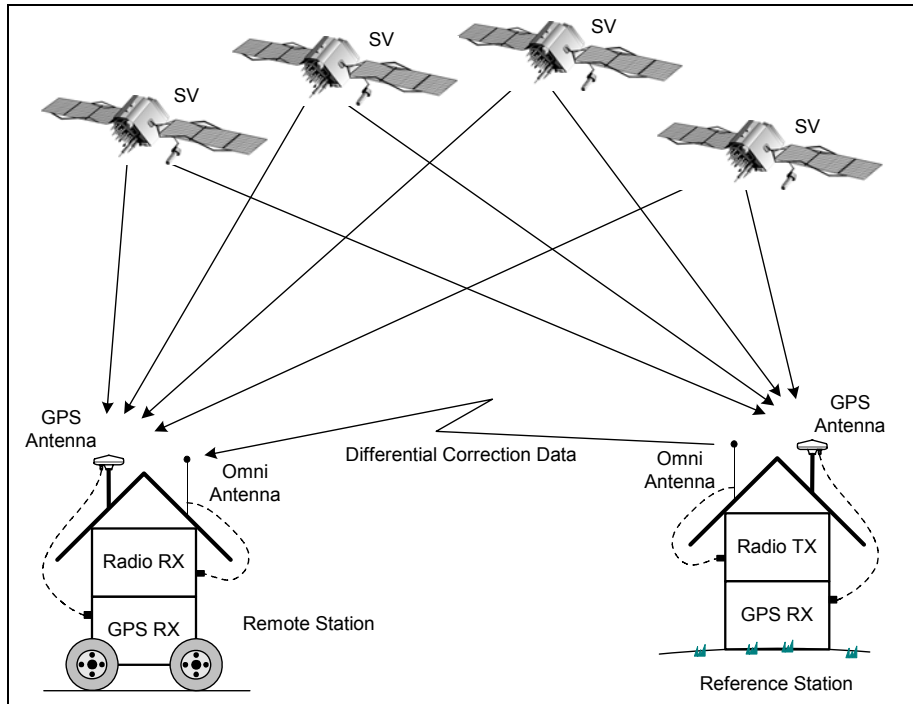 SV
SV
SV
SV
GPS
Antenna
GPS
Antenna
Differential Correction Data
Omni
Antenna
Omni
Antenna
Radio RX
Radio TX
GPS RX
Remote Station
GPS RX
Reference Station